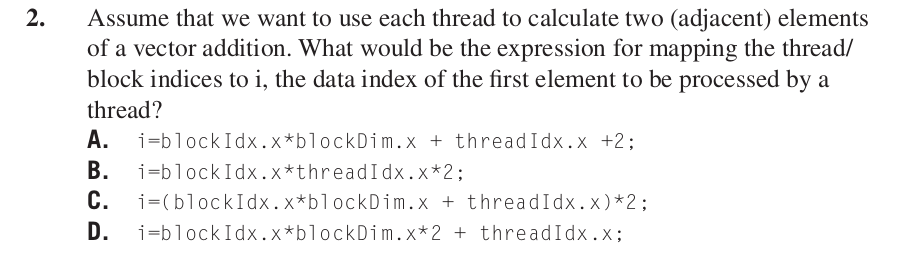 2. Assume that we want to use each thread to calculate two (adjacent) elements
of a vector addition. What would be the expression for mapping the thread/
block indices to i, the data index of the first element to be processed by a
thread?
A. i=blockIdx.x*blockDim.x + threadIdx.x +2;
B. i=blockIdx.x*threadIdx.x*2;
C. i=(blockIdx.x*blockDim.x + threadIdx.x)*2;
D. i=blockIdx.x*blockDim.x*2 + threadIdx.x;